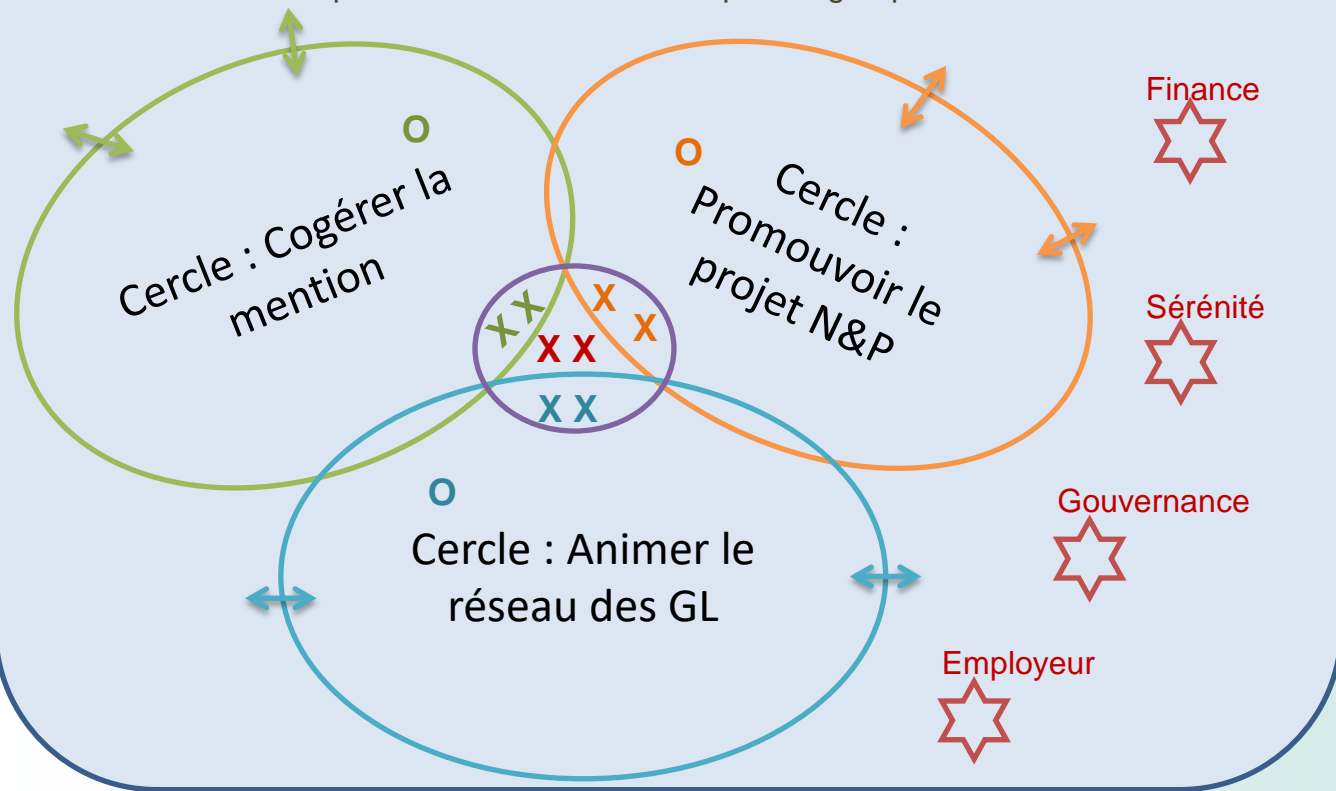 Finance
O
O
Cercle : Cogérer la
mention
Cercle :
Promouvoir le
projet N&P
X X
X
X
X X
X X
Sérénité
O
Cercle : Animer le
réseau des GL
Gouvernance
Employeur